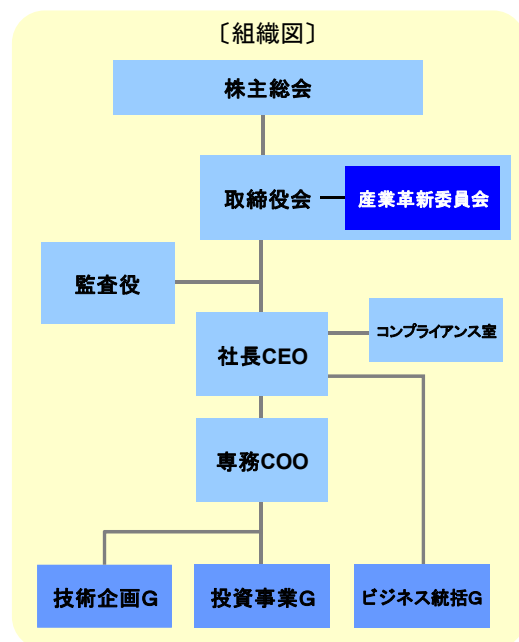 〔組織図〕
株主総会
取締役会
産業革新委員会
監査役
コンプライアンス室
社長CEO
専務COO
技術企画G
投資事業G
ビジネス統括G